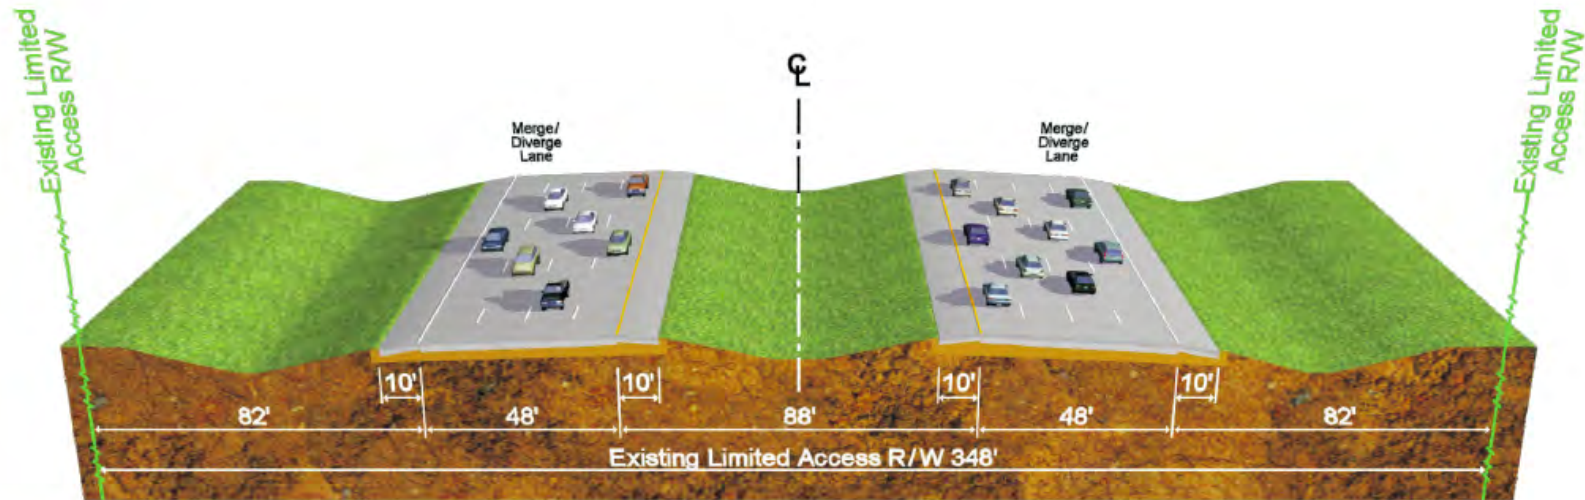 Existing Limited
Access R/W
℄
Existing Limited
Access R/W
Merge/
Diverge
Lane
Merge/
Diverge
Lane
10'
10'
10'
10'
82'
48'
88'
48'
82'
Existing Limited Access R/W 348'